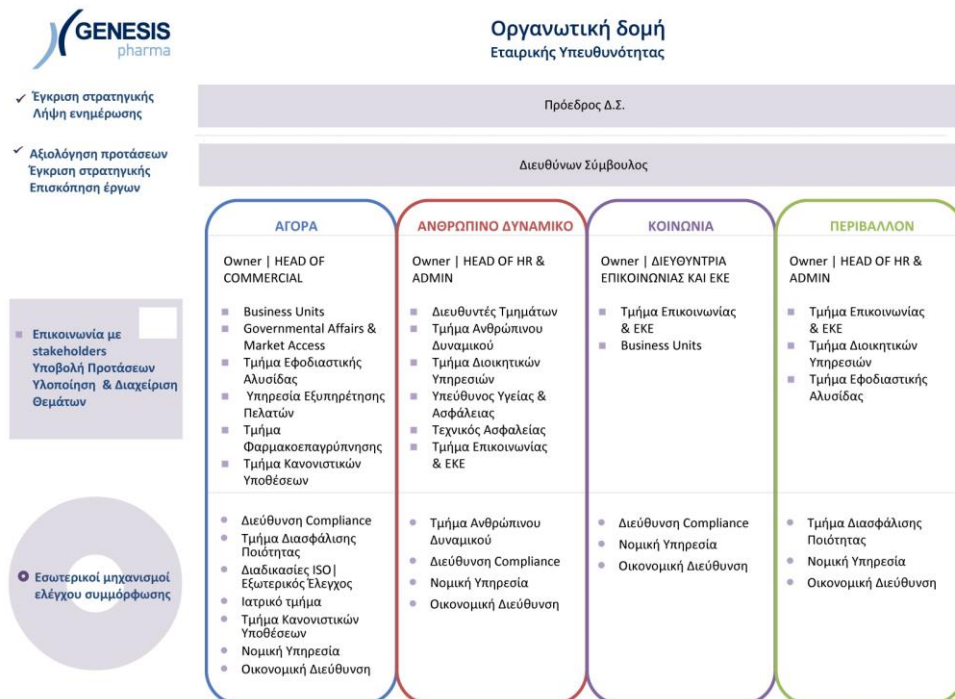 GENESIS
pharma
Οργανωτική δομή
Εταιρικής Υπευθυνότητας
✓ Έγκριση στρατηγικής
Λήψη ενημέρωσης
Πρόεδρος Δ.Σ.
✓ Αξιολόγηση προτάσεων
Έγκριση στρατηγικής
Επισκόπηση έργων
Διευθύνων Σύμβουλος
Επικοινωνία με
stakeholders
Υποβολή Προτάσεων
Υλοποίηση & Διαχείριση
Θεμάτων
Εσωτερικοί μηχανισμοί
ελέγχου συμμόρφωσης
ΑΓΟΡΑ
Owner | HEAD OF
COMMERCIAL
Business Units
Governmental Affairs &
Market Access
Τμήμα Εφοδιαστικής
Αλυσίδας
Υπηρεσία Εξυπηρέτησης
Πελατών
Τμήμα
Φαρμακοεπαγρύπνησης
Τμήμα Κανονιστικών
Υποθέσεων
Διεύθυνση Compliance
Τμήμα Διασφάλισης
Ποιότητας
Διαδικασίες ISO|
Εξωτερικός Έλεγχος
Ιατρικό τμήμα
Τμήμα Κανονιστικών
Υποθέσεων
Νομική Υπηρεσία
Οικονομική Διεύθυνση
ΑΝΘΡΩΠΙΝΟ ΔΥΝΑΜΙΚΟ
Owner | HEAD OF HR &
ADMIN
Διευθυντές Τμημάτων
Τμήμα Ανθρώπινου
Δυναμικού
Τμήμα Διοικητικών
Υπηρεσιών
Υπεύθυνος Υγείας &
Ασφάλειας
Τεχνικός Ασφαλείας
Τμήμα Επικοινωνίας
& ΕΚΕ
Τμήμα Ανθρώπινου
Δυναμικού
Διεύθυνση Compliance
Νομική Υπηρεσία
Οικονομική Διεύθυνση
ΚΟΙΝΩΝΙΑ
Owner | ΔΙΕΥΘΥΝΤΡΙΑ
ΕΠΙΚΟΙΝΩΝΙΑΣ ΚΑΙ ΕΚΕ
Τμήμα Επικοινωνίας
& ΕΚΕ
Business Units
Διεύθυνση Compliance
Νομική Υπηρεσία
Οικονομική Διεύθυνση
ΠΕΡΙΒΑΛΛΟΝ
Owner | HEAD OF HR &
ADMIN
Τμήμα Επικοινωνίας
& ΕΚΕ
Τμήμα Διοικητικών
Υπηρεσιών
Τμήμα Εφοδιαστικής
Αλυσίδας
Τμήμα Διασφάλισης
Ποιότητας
Νομική Υπηρεσία
Οικονομική Διεύθυνση